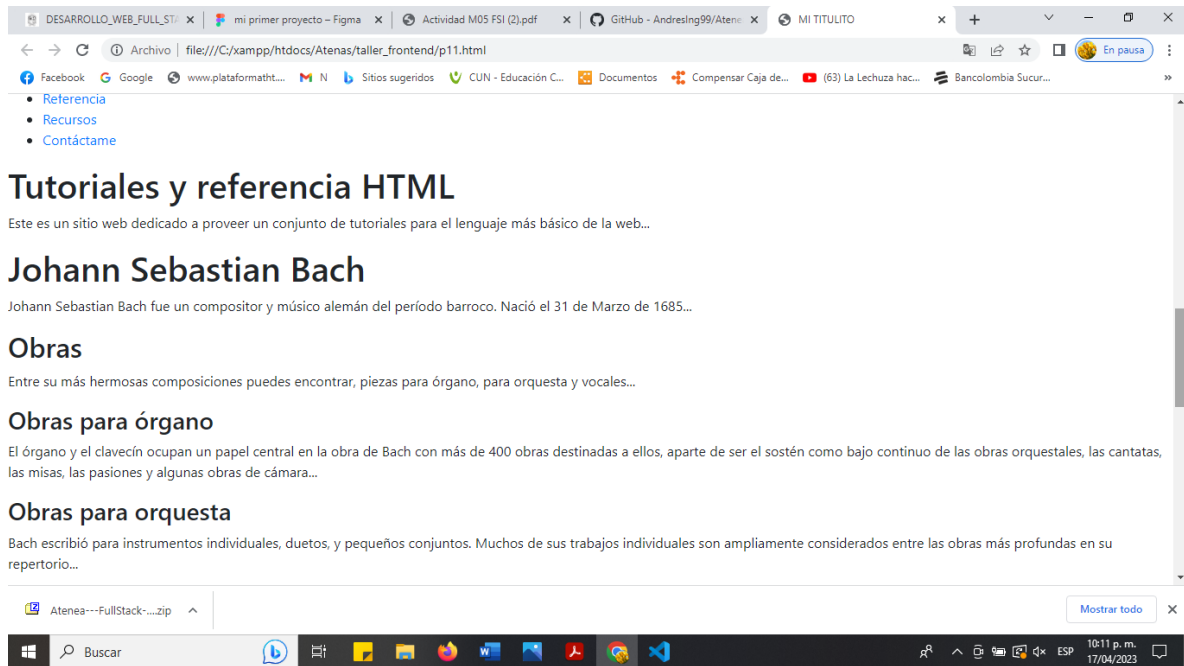 DESARROLLO_WEB_FULL_STA
mi primer proyecto – Figma
Actividad M05 FSI (2).pdf
GitHub - AndresIng99/Atene
MI TITULITO
Archivo
file:///C:/xampp/htdocs/Atenas/taller_frontend/p11.html
En pausa
Facebook
Google
www.plataformatht....
N
Sitios sugeridos
CUN - Educación C...
Documentos
Compensar Caja de...
(63) La Lechuza hac...
Bancolombia Sucur...
»
Referencia
Recursos
Contáctame
Tutoriales y referencia HTML
Este es un sitio web dedicado a proveer un conjunto de tutoriales para el lenguaje más básico de la web...
Johann Sebastian Bach
Johann Sebastian Bach fue un compositor y músico alemán del período barroco. Nació el 31 de Marzo de 1685...
Obras
Entre su más hermosas composiciones puedes encontrar, piezas para órgano, para orquesta y vocales...
Obras para órgano
El órgano y el clavecín ocupan un papel central en la obra de Bach con más de 400 obras destinadas a ellos, aparte de ser el sostén como bajo continuo de las obras orquestales, las cantatas,
las misas, las pasiones y algunas obras de cámara...
Obras para orquesta
Bach escribió para instrumentos individuales, duetos, y pequeños conjuntos. Muchos de sus trabajos individuales son ampliamente considerados entre las obras más profundas en su
repertorio...
Atenea---FullStack-....zip
Mostrar todo
Buscar
ESP
10:11 p. m.
17/04/2023